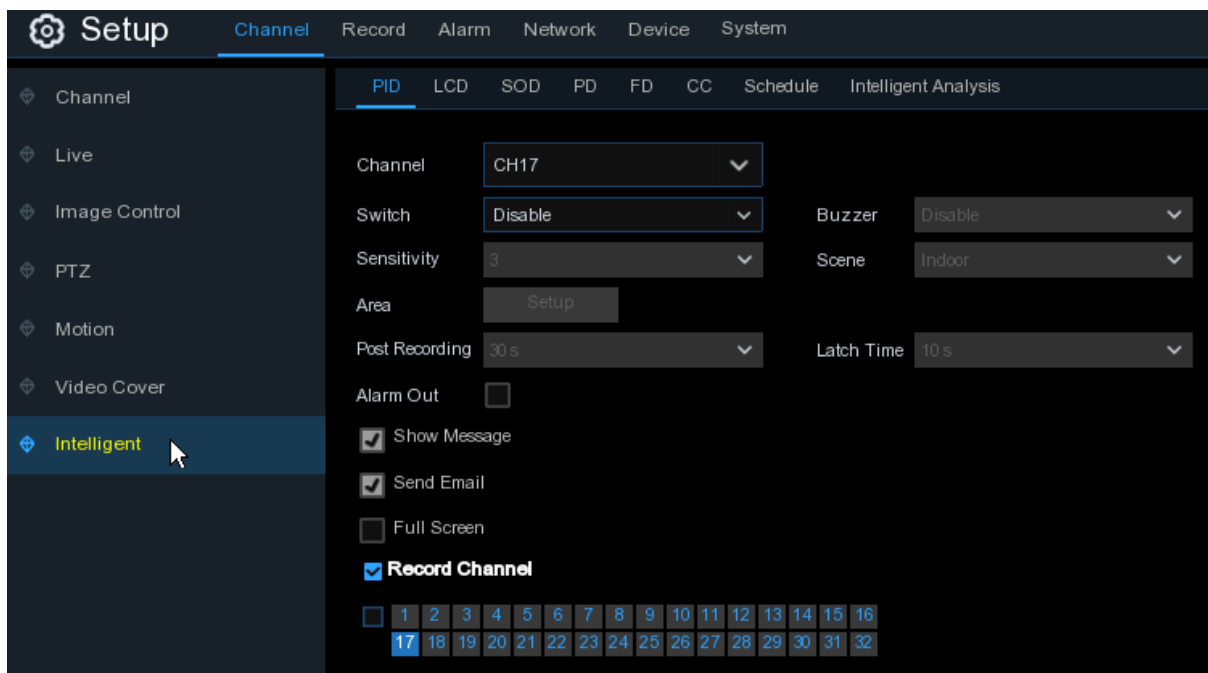 Setup Channel Record Alarm Network Device System
PID LCD SOD PD FD CC Schedule Intelligent Analysis
Channel
Live
Image Control
PTZ
Motion
Video Cover
Intelligent
Channel CH17
Switch Disable Buzzer Disable
Sensitivity 3 Scene Indoor
Area Setup
Post Recording 30 s Latch Time 10 s
Alarm Out
Show Message
Send Email
Full Screen
Record Channel
1 2 3 4 5 6 7 8 9 10 11 12 13 14 15 16
17 18 19 20 21 22 23 24 25 26 27 28 29 30 31 32